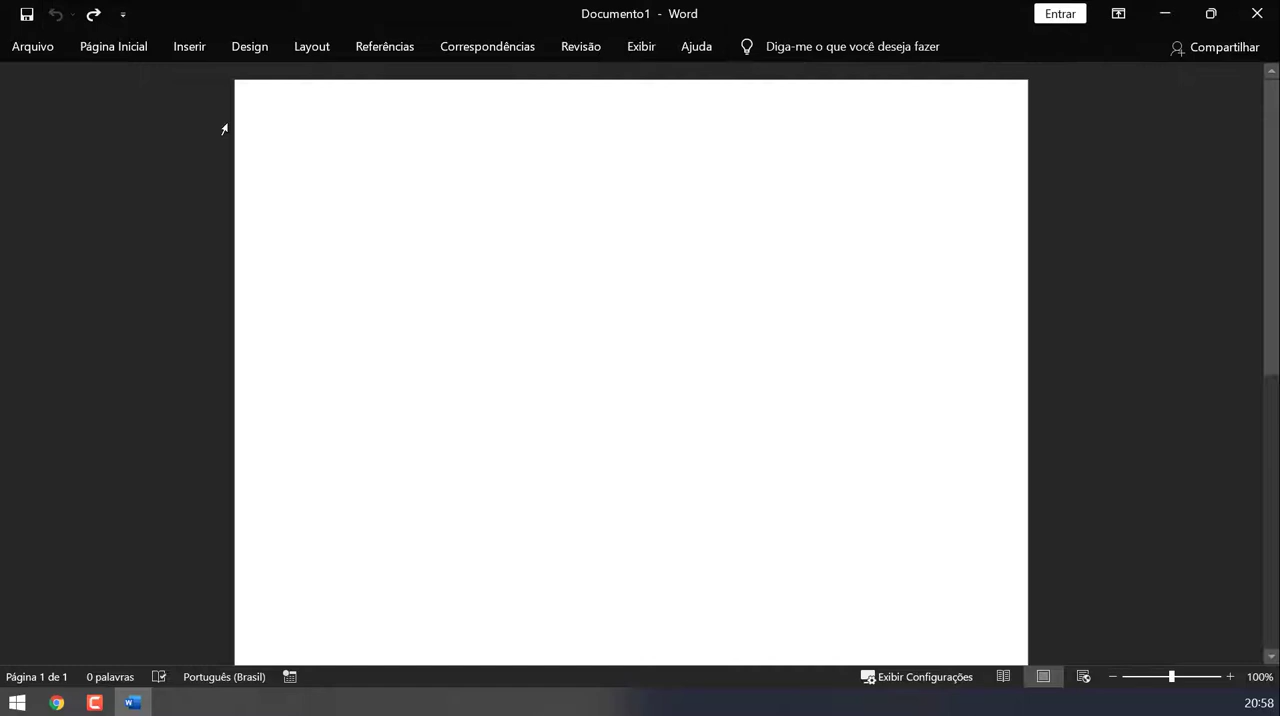 Documento1 - Word
Entrar
Arquivo Página Inicial Inserir Design Layout Referências Correspondências Revisão Exibir Ajuda Diga-me o que você deseja fazer Compartilhar
Página 1 de 1 0 palavras Português (Brasil) Exibir Configurações 100%
20:58